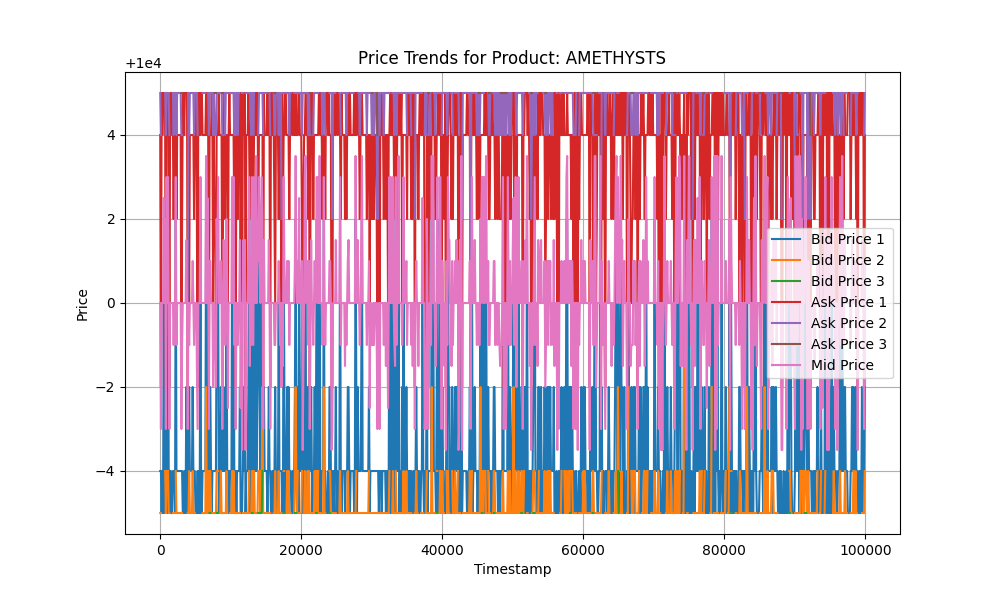 Price Trends for Product: AMETHYSTS
+1e4
4
2
0
−2
−4
Price
Bid Price 1
Bid Price 2
Bid Price 3
Ask Price 1
Ask Price 2
Ask Price 3
Mid Price
0
20000
40000
60000
80000
100000
Timestamp